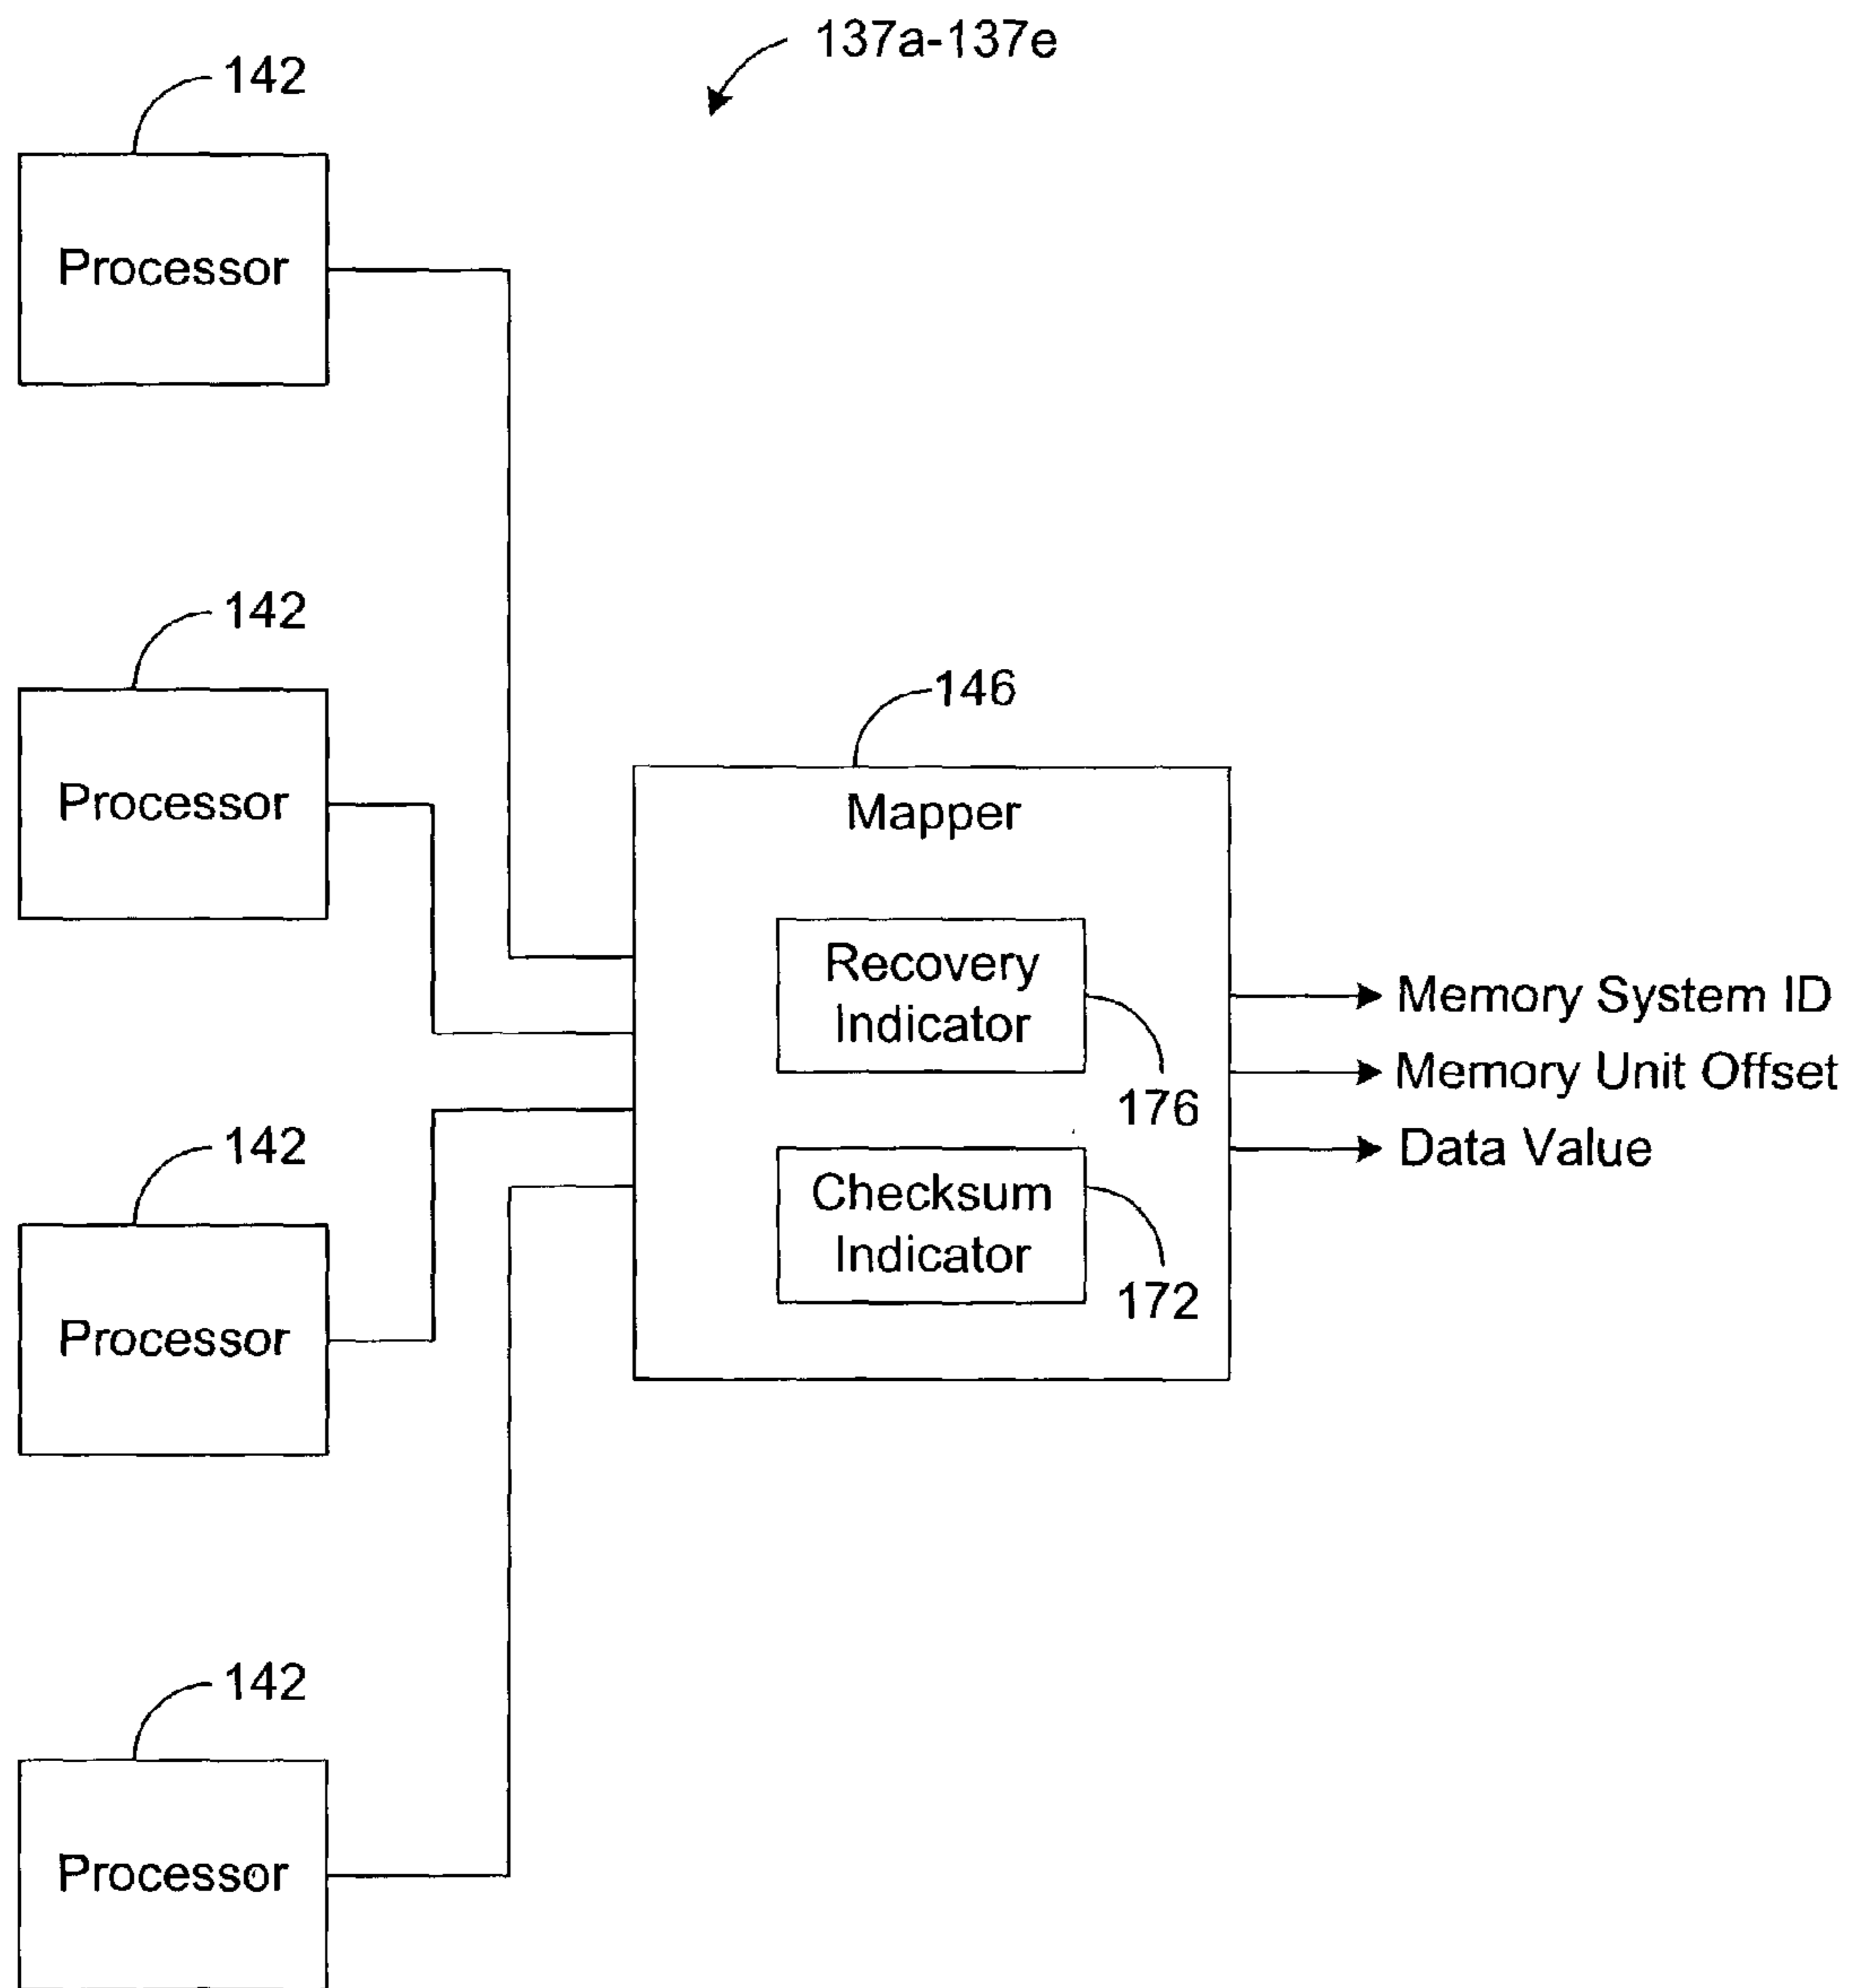 137a-137e
142
Processor
142
Processor
146
Mapper
Recovery
Indicator
176
Checksum
Indicator
172
Memory System ID
Memory Unit Offset
Data Value
142
Processor
142
Processor